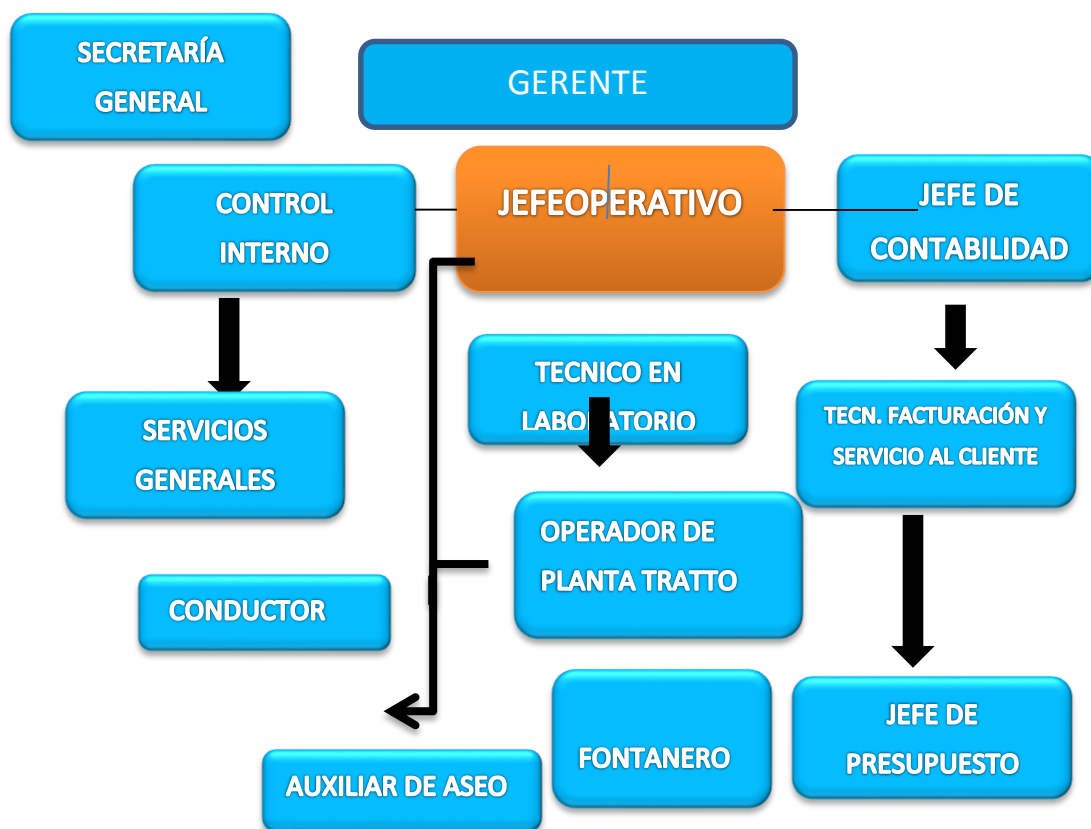 SECRETARÍA
GENERAL
GERENTE
CONTROL
INTERNO
JEFEOPERATIVO
JEFE DE
CONTABILIDAD
TECNICO EN
LABORATORIO
SERVICIOS
GENERALES
TECN. FACTURACIÓN Y
SERVICIO AL CLIENTE
OPERADOR DE
PLANTA TRATTO
CONDUCTOR
FONTANERO
JEFE DE
PRESUPUESTO
AUXILIAR DE ASEO